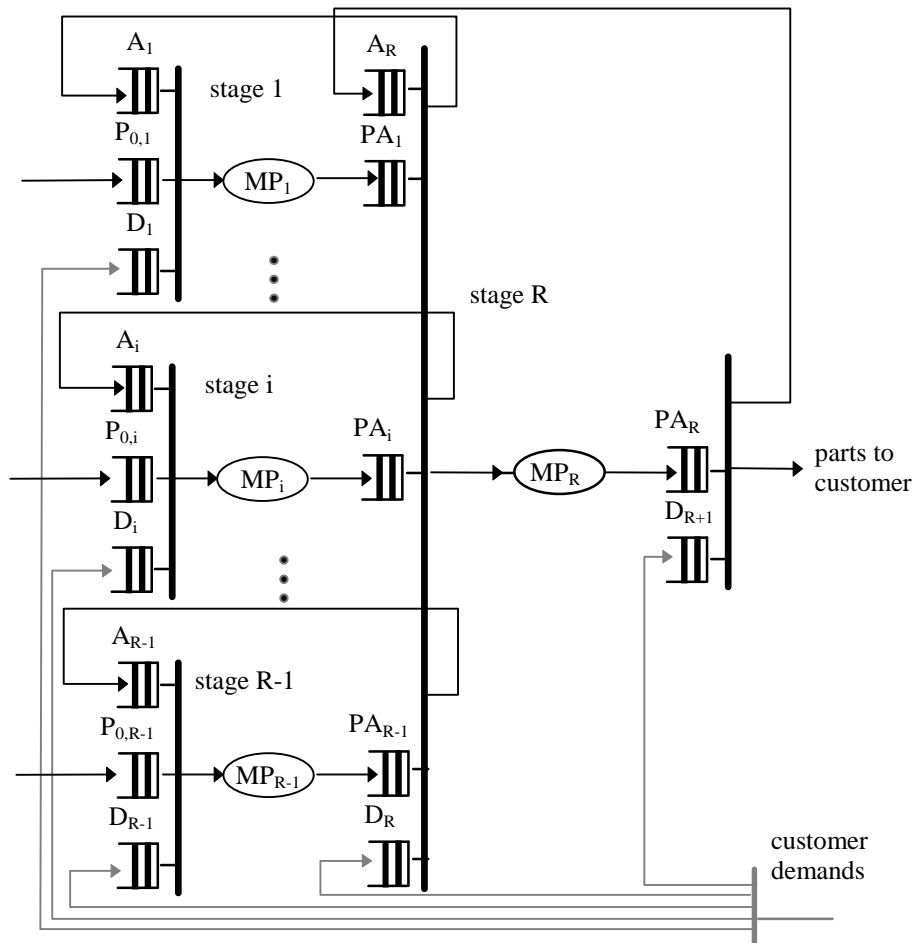 A1
AR
stage 1
P0,1
PA1
MP1
D1
stage R
Ai
stage i
P0,i
PAi
PAR
MPi
MPR
parts to
customer
Di
DR+1
AR-1
stage R-1
P0,R-1
PAR-1
MPR-1
DR-1
DR
customer
demands